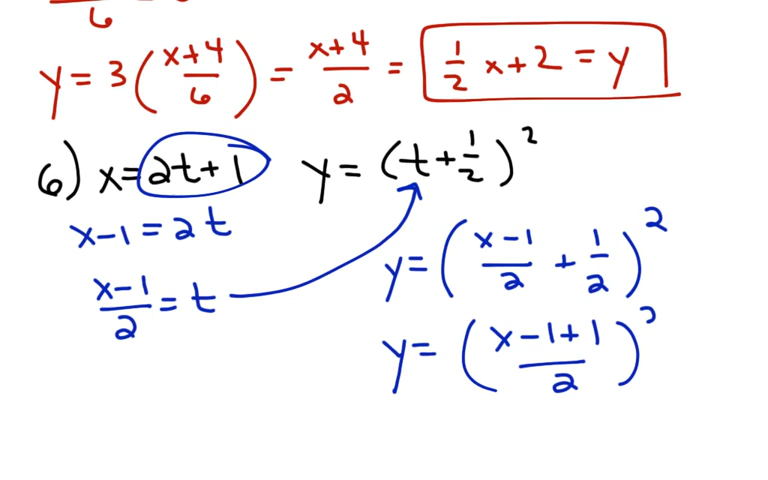 6
y = 3(x+4/6) = x+4/2 = 1/2 x+2 = y
6) x=2t+1 y = (t+1/2)²
x-1=2t
x-1/2=t
y=(x-1/2+1/2)²
y=(x-1+1/2)²